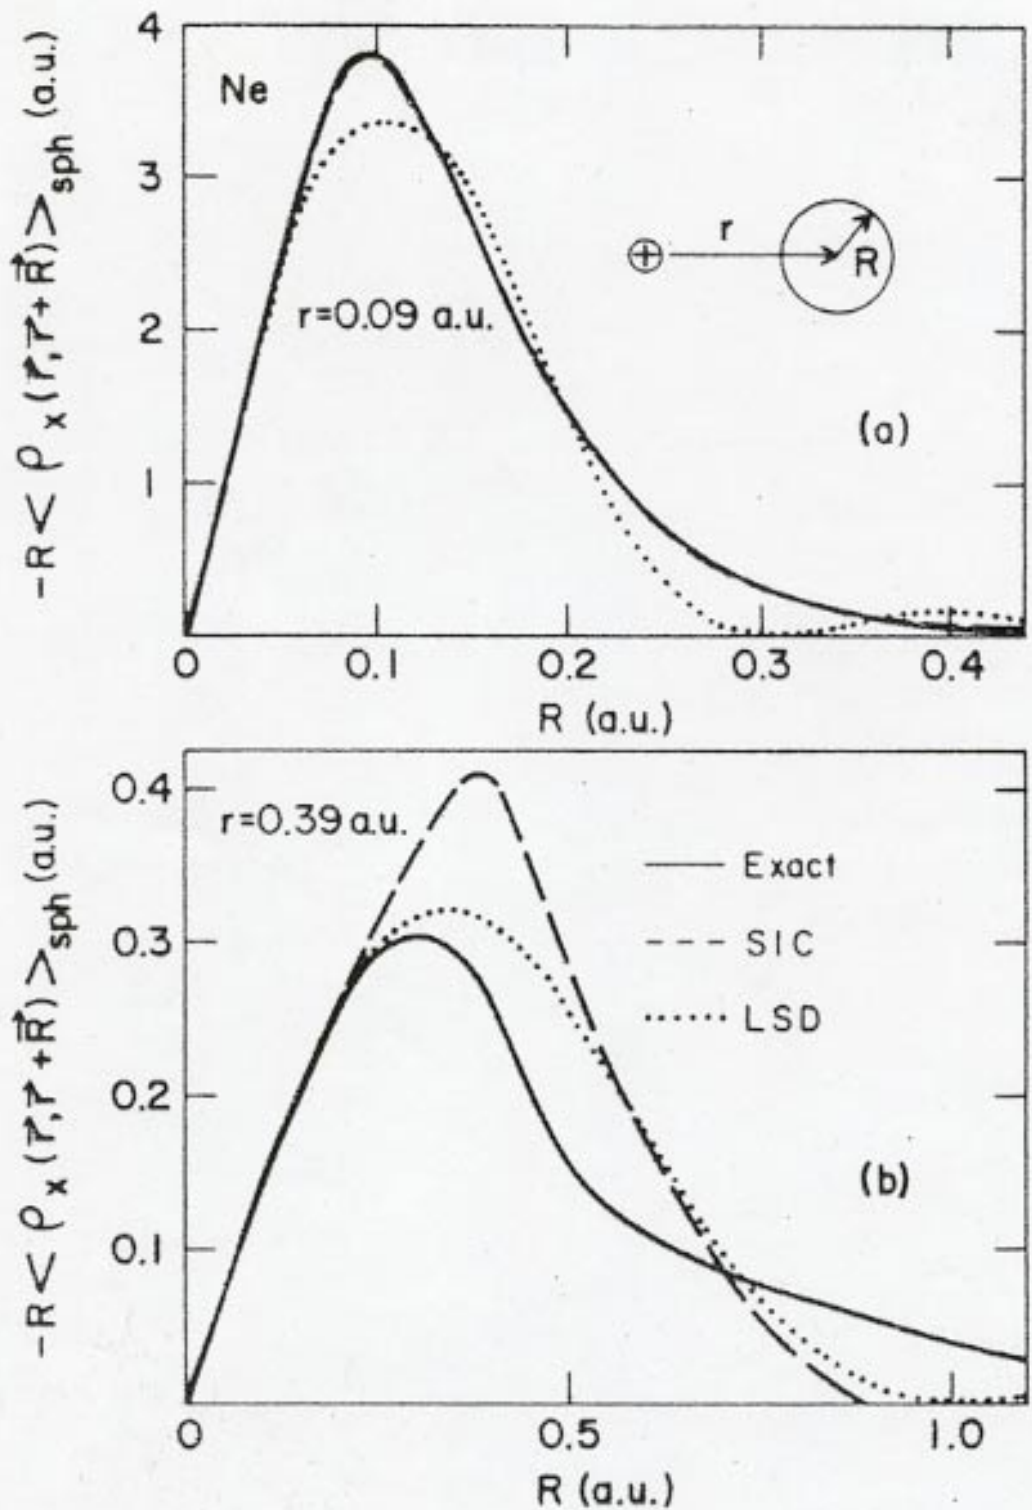 -R< ρx(r⃗,r⃗+R⃗)>sph (a.u.)
4
3
2
1
Ne
r=0.09 a.u.
+
r
R
(a)
0 0.1 0.2 0.3 0.4
R (a.u.)
-R< ρx(r⃗,r⃗+R⃗)>sph (a.u.)
0.4
0.3
0.2
0.1
r=0.39 a.u.
Exact
SIC
LSD
(b)
0 0.5 1.0
R (a.u.)